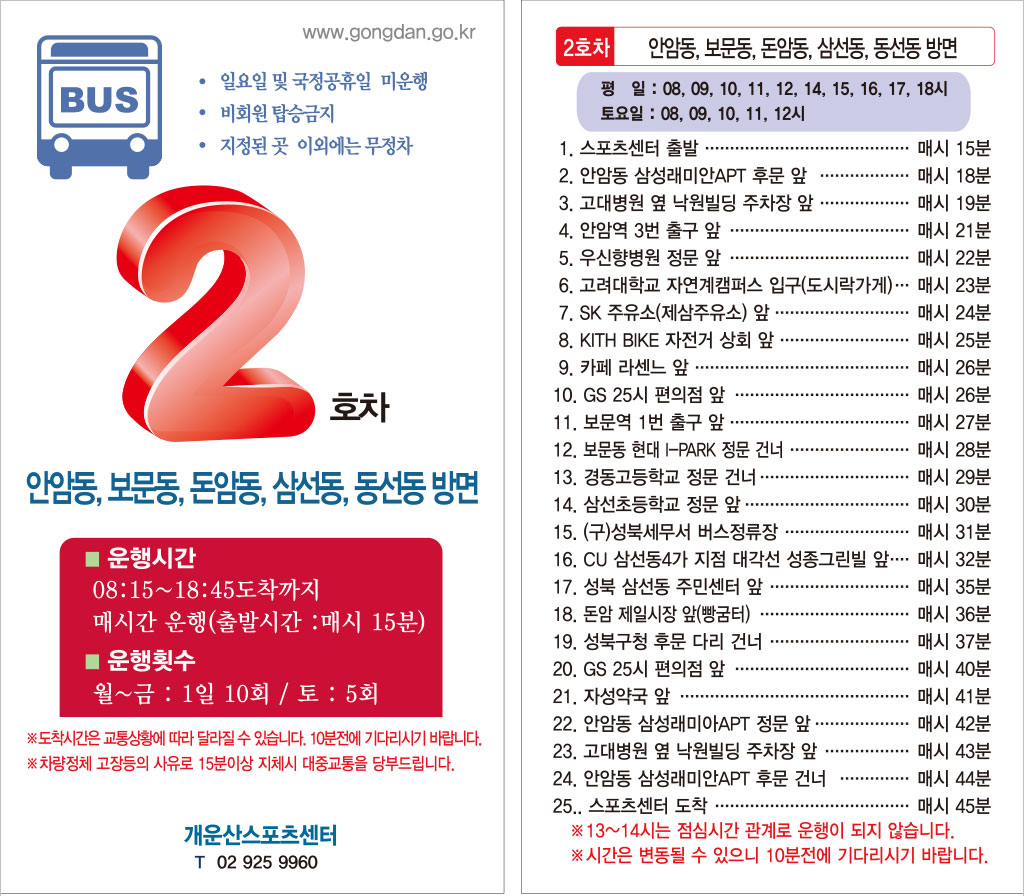 www.gongdan.go.kr
BUS
• 일요일 및 국정공휴일 미운행
• 비회원 탑승금지
• 지정된 곳 이외에는 무정차
2호차
안암동, 보문동, 돈암동, 삼선동, 동선동 방면
■ 운행시간
08:15~18:45도착까지
매시간 운행(출발시간 :매시 15분)
■ 운행횟수
월~금 : 1일 10회 / 토 : 5회
※도착시간은 교통상황에 따라 달라질 수 있습니다. 10분전에 기다리시기 바랍니다.
※차량정체 고장등의 사유로 15분이상 지체시 대중교통을 당부드립니다.
개운산스포츠센터
T 02 925 9960
2호차 안암동, 보문동, 돈암동, 삼선동, 동선동 방면
평 일 : 08, 09, 10, 11, 12, 14, 15, 16, 17, 18시
토요일 : 08, 09, 10, 11, 12시
1. 스포츠센터 출발 ································ 매시 15분
2. 안암동 삼성래미안APT 후문 앞 ················ 매시 18분
3. 고대병원 옆 낙원빌딩 주차장 앞 ················ 매시 19분
4. 안암역 3번 출구 앞 ···························· 매시 21분
5. 우신향병원 정문 앞 ···························· 매시 22분
6. 고려대학교 자연계캠퍼스 입구(도시락가게)··· 매시 23분
7. SK 주유소(제삼주유소) 앞 ······················ 매시 24분
8. KITH BIKE 자전거 상회 앞 ····················· 매시 25분
9. 카페 라센느 앞 ································· 매시 26분
10. GS 25시 편의점 앞 ··························· 매시 26분
11. 보문역 1번 출구 앞 ··························· 매시 27분
12. 보문동 현대 I-PARK 정문 건너 ················ 매시 28분
13. 경동고등학교 정문 건너 ······················· 매시 29분
14. 삼선초등학교 정문 앞 ························· 매시 30분
15. (구)성북세무서 버스정류장 ···················· 매시 31분
16. CU 삼선동4가 지점 대각선 성종그린빌 앞···· 매시 32분
17. 성북 삼선동 주민센터 앞 ······················ 매시 35분
18. 돈암 제일시장 앞(빵굼터) ······················ 매시 36분
19. 성북구청 후문 다리 건너 ······················ 매시 37분
20. GS 25시 편의점 앞 ··························· 매시 40분
21. 자성약국 앞 ··································· 매시 41분
22. 안암동 삼성래미아APT 정문 앞 ················ 매시 42분
23. 고대병원 옆 낙원빌딩 주차장 앞 ··············· 매시 43분
24. 안암동 삼성래미안APT 후문 건너 ············· 매시 44분
25.. 스포츠센터 도착 ······························ 매시 45분
※13~14시는 점심시간 관계로 운행이 되지 않습니다.
※시간은 변동될 수 있으니 10분전에 기다리시기 바랍니다.